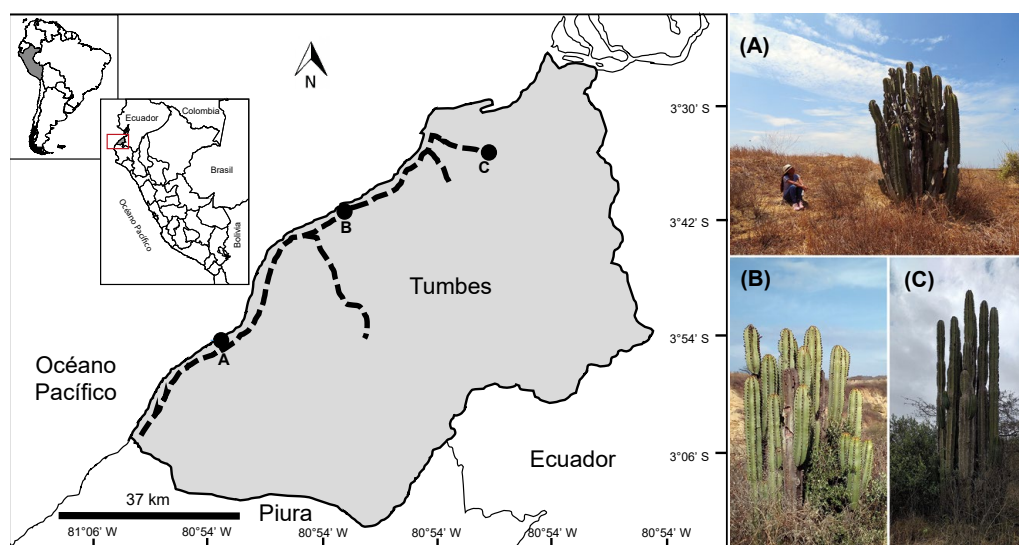 Ecuador
Colombia
Brasil
Bolivia
Océano Pacífico
N
C
B
A
Tumbes
Océano
Pacífico
Ecuador
Piura
37 km
3°30' S
3°42' S
3°54' S
3°06' S
81°06' W
80°54' W
80°54' W
80°54' W
80°54' W
80°54' W
(A)
(B)
(C)